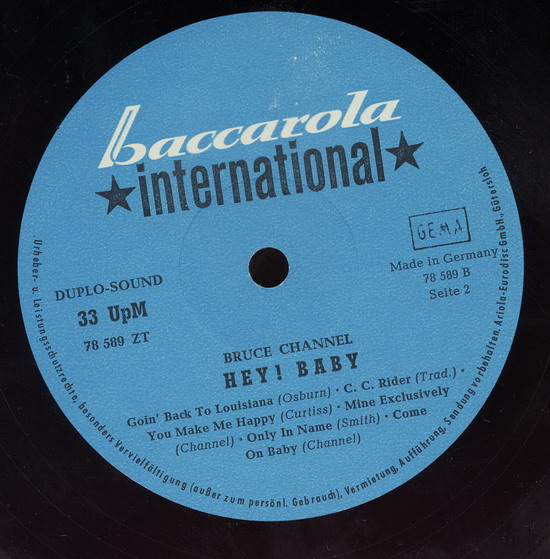 baccarola
★international★
GEMA
Made in Germany
78 589 B
Seite 2
DUPLO-SOUND
33 UpM
78 589 ZT
BRUCE CHANNEL
HEY! BABY
Goin' Back To Louisiana (Osburn) · C. C. Rider (Trad.) ·
You Make Me Happy (Curtiss) · Mine Exclusively
(Channel) · Only In Name (Smith) · Come
On Baby (Channel)
Urheber- u. Leistungsschutzrechte, besonders Vervielfältigung (außer zum persönl. Gebrauch), Vermietung, Aufführung, Sendung vorbehalten. Ariola-Eurodisc GmbH., Gütersloh